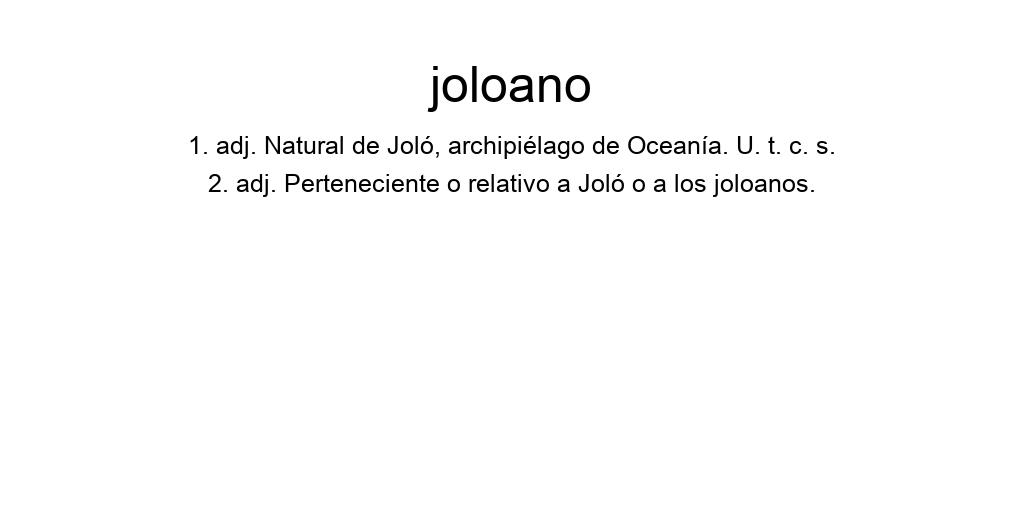 joloano
1. adj. Natural de Joló, archipiélago de Oceanía. U. t. c. s.
2. adj. Perteneciente o relativo a Joló o a los joloanos.